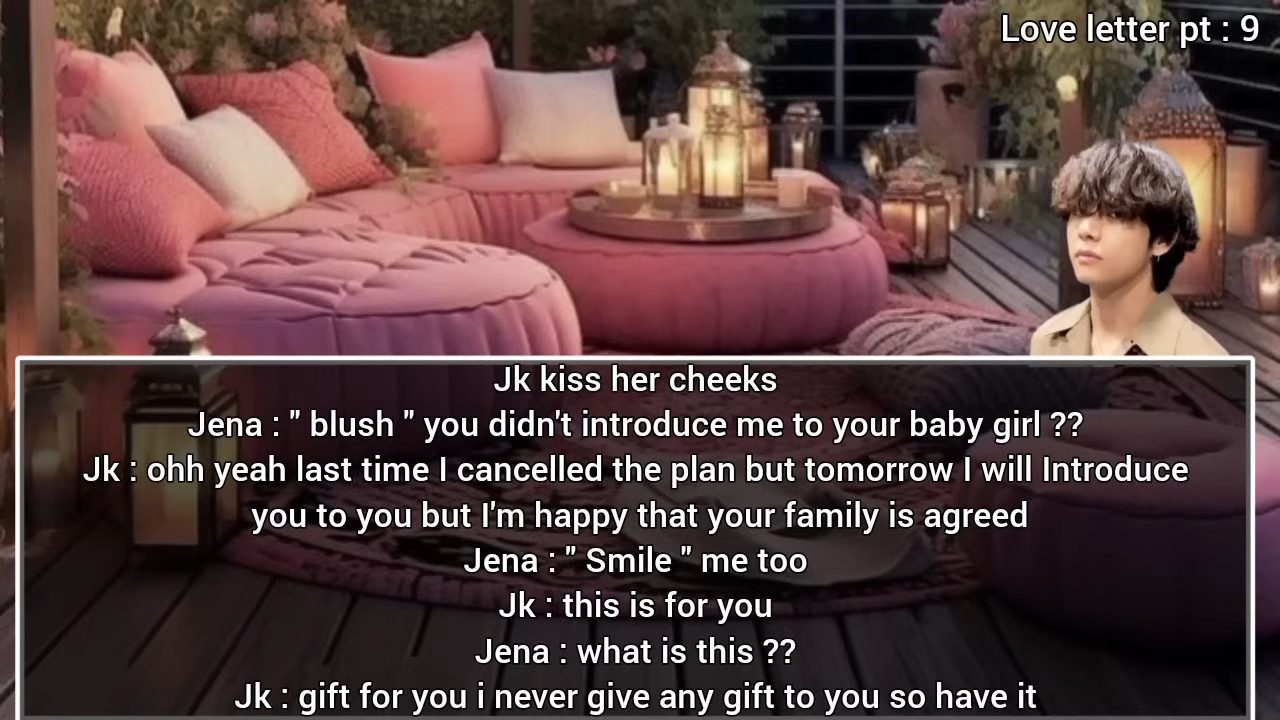 Love letter pt : 9
Jk kiss her cheeks
Jena : " blush " you didn't introduce me to your baby girl ??
Jk : ohh yeah last time I cancelled the plan but tomorrow I will Introduce
you to you but I'm happy that your family is agreed
Jena : " Smile " me too
Jk : this is for you
Jena : what is this ??
Jk : gift for you i never give any gift to you so have it